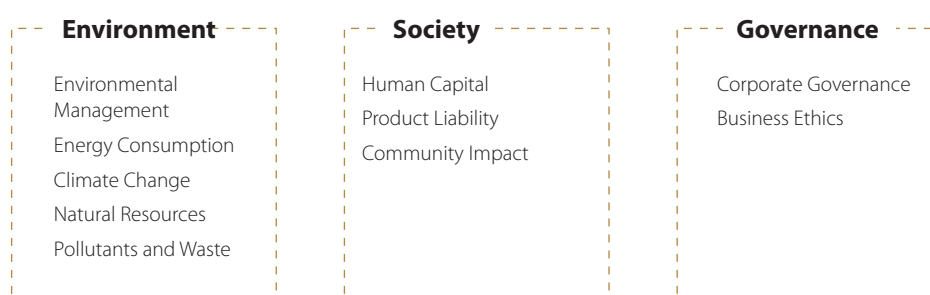 Environment
Environmental
Management
Energy Consumption
Climate Change
Natural Resources
Pollutants and Waste
Society
Human Capital
Product Liability
Community Impact
Governance
Corporate Governance
Business Ethics